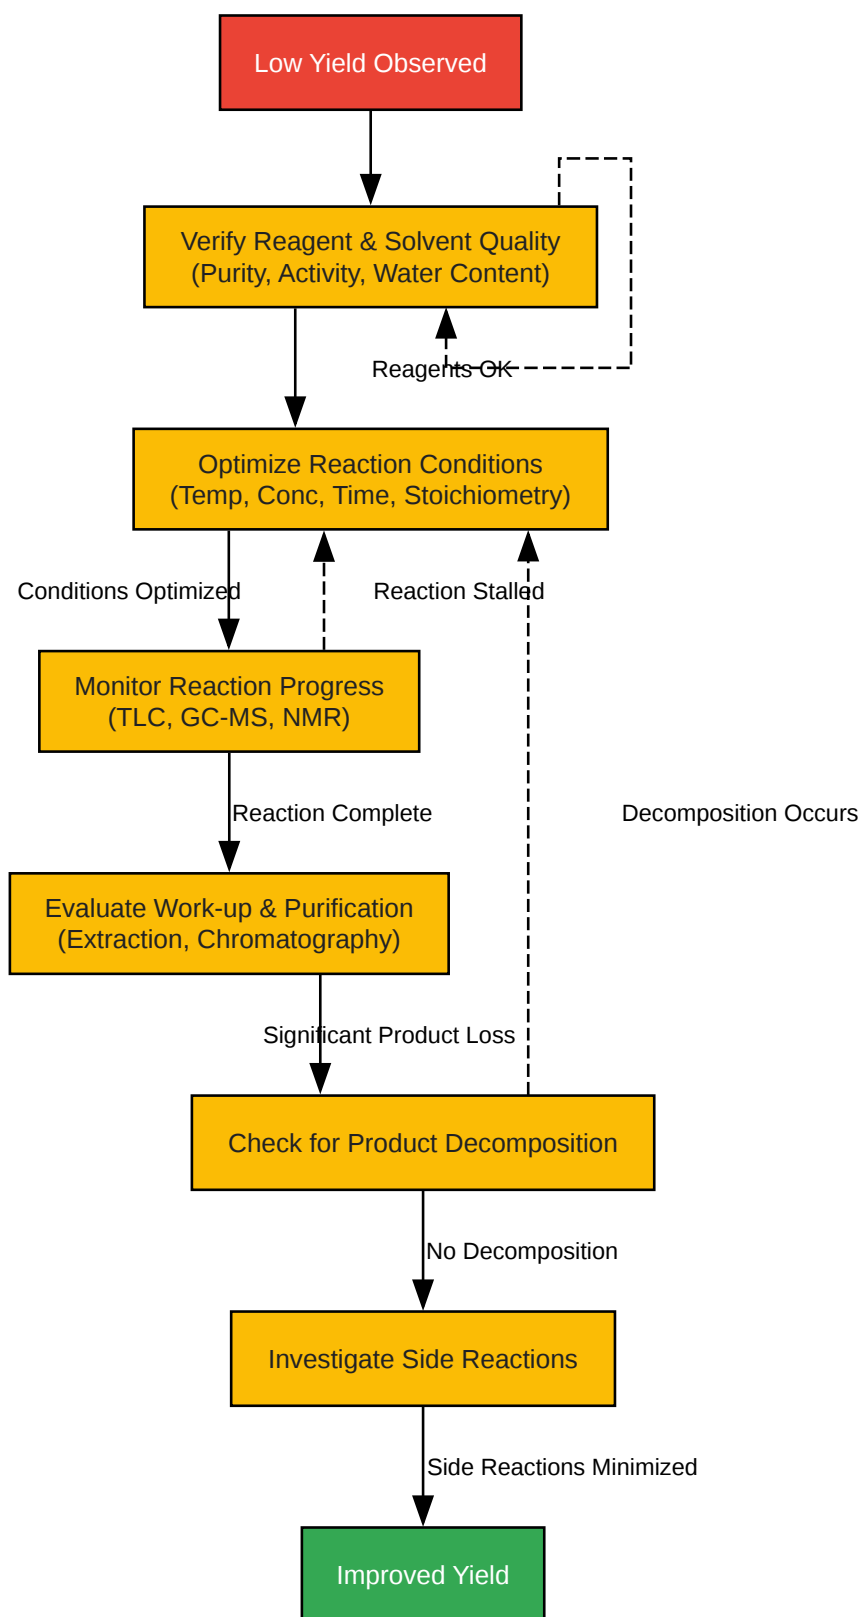 Low Yield Observed
Verify Reagent & Solvent Quality
(Purity, Activity, Water Content)
Reagents OK
Optimize Reaction Conditions
(Temp, Conc, Time, Stoichiometry)
Conditions Optimized
Reaction Stalled
Monitor Reaction Progress
(TLC, GC-MS, NMR)
Reaction Complete
Decomposition Occurs
Evaluate Work-up & Purification
(Extraction, Chromatography)
Significant Product Loss
Check for Product Decomposition
No Decomposition
Investigate Side Reactions
Side Reactions Minimized
Improved Yield